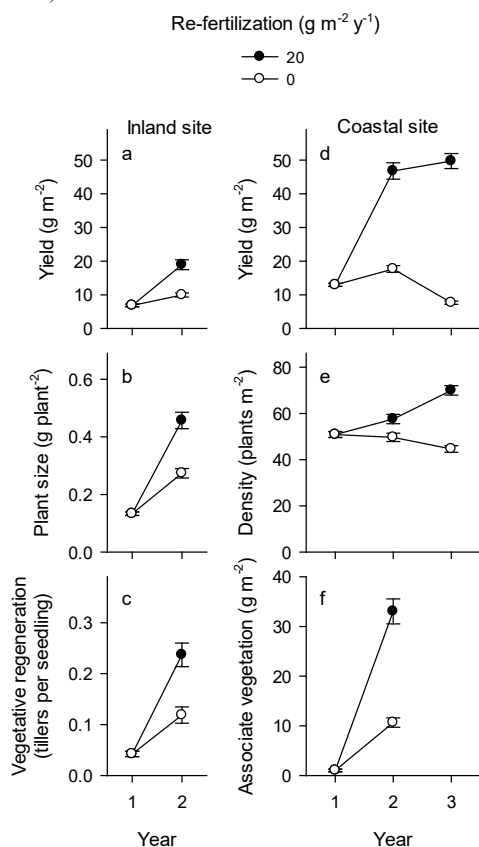 Re-fertilization (g m-2 y-1)
20
0
Inland site
Coastal site
a
d
50
40
30
20
10
0
Yield (g m-2)
50
40
30
20
10
0
Yield (g m-2)
b
e
0.6
0.4
0.2
0.0
Plant size (g plant-2)
80
60
40
20
0
Density (plants m-2)
c
f
0.3
0.2
0.1
0.0
Vegetative regeneration
(tillers per seedling)
40
30
20
10
0
Associate vegetation (g m-2)
1 2
1 2 3
Year
Year